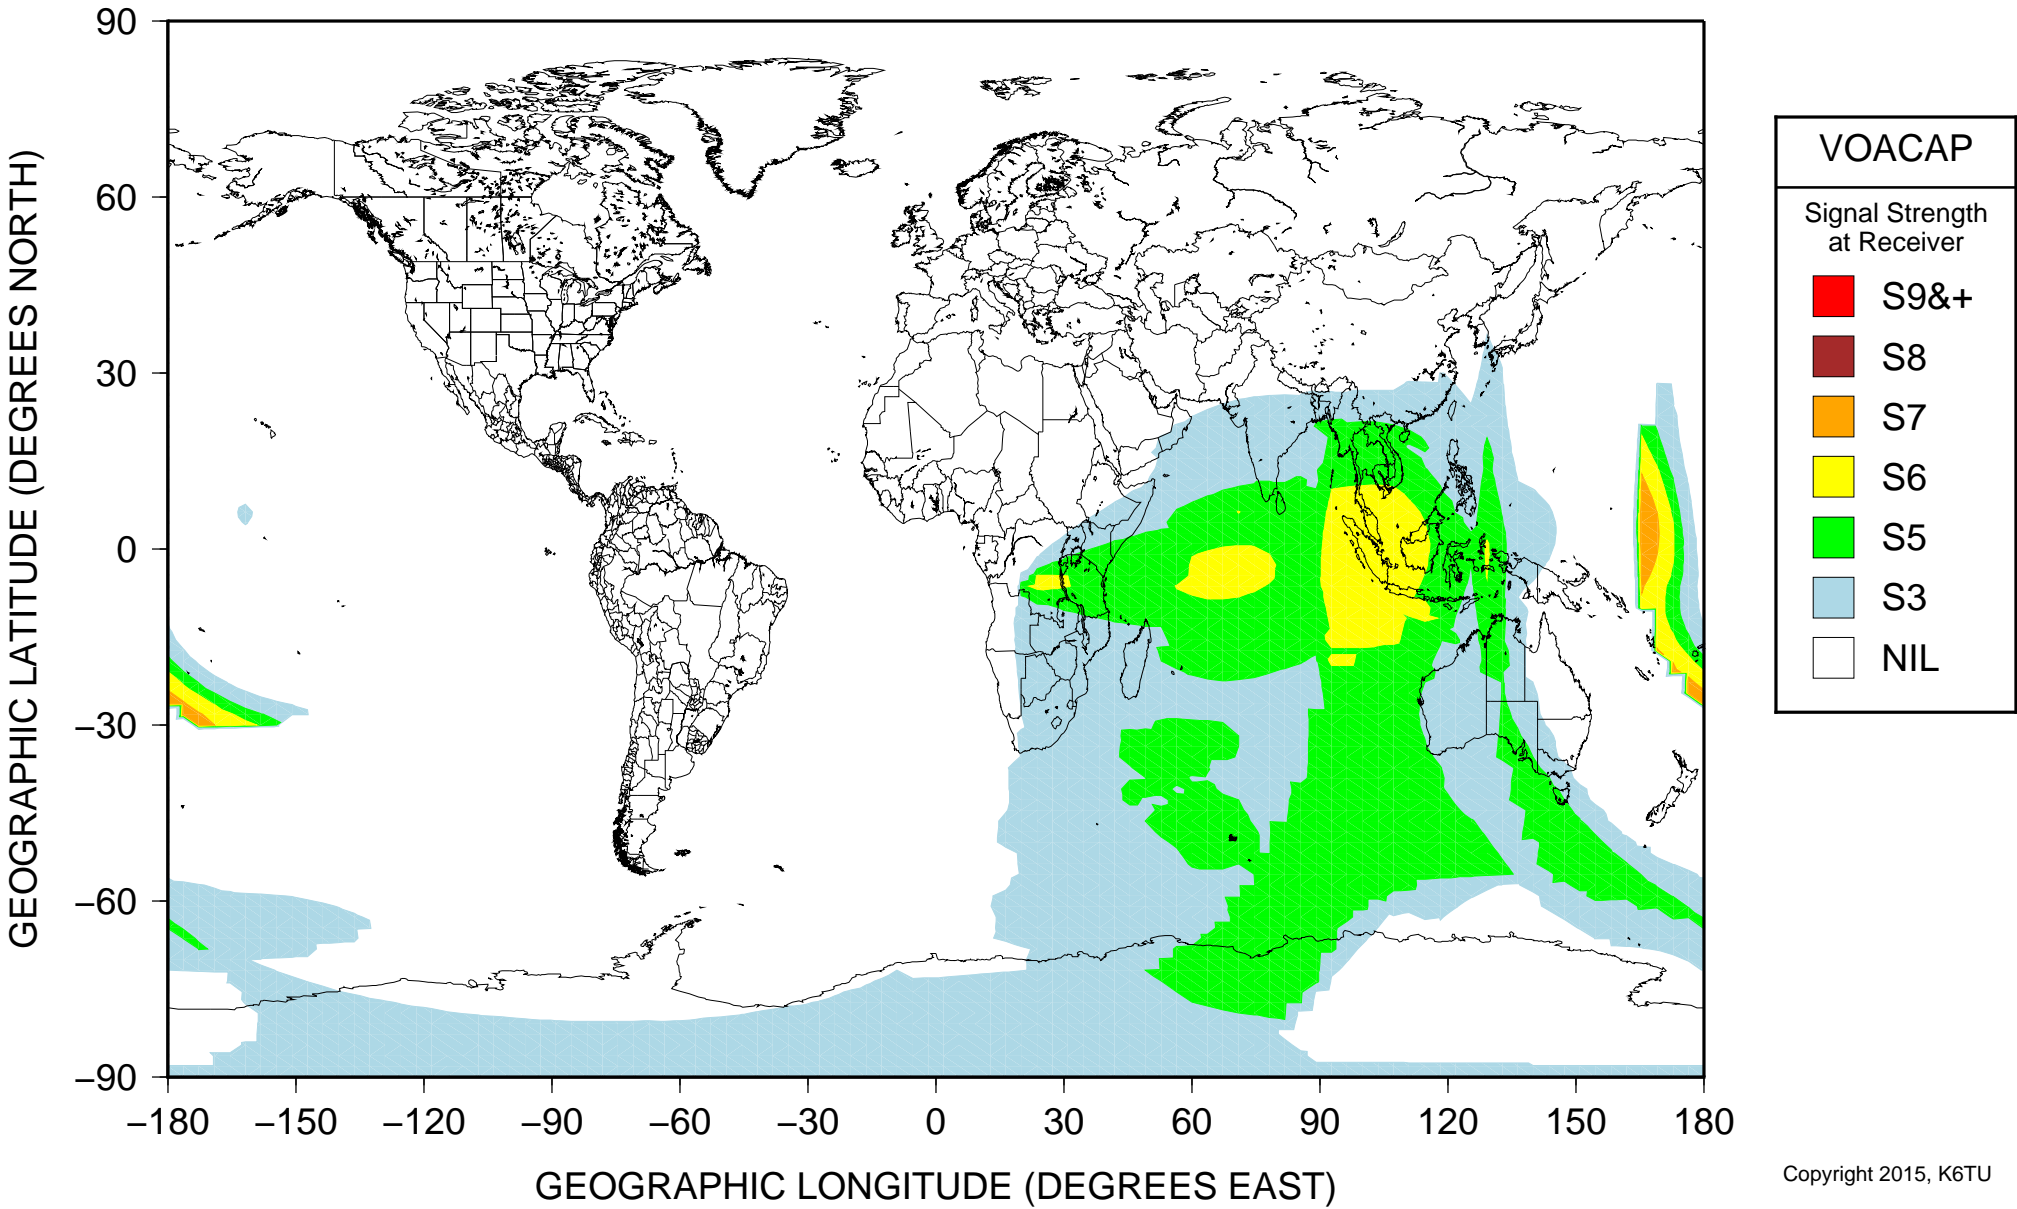 90
60
30
0
−30
−60
−90
GEOGRAPHIC LATITUDE (DEGREES NORTH)
−180 −150 −120 −90 −60 −30 0 30 60 90 120 150 180
GEOGRAPHIC LONGITUDE (DEGREES EAST)
VOACAP
Signal Strength
at Receiver
S9&+
S8
S7
S6
S5
S3
NIL
Copyright 2015, K6TU